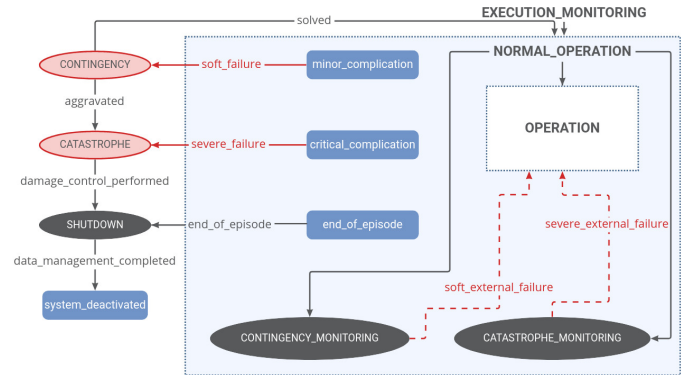 solved
EXECUTION_MONITORING
NORMAL_OPERATION
CONTINGENCY
soft_failure
minor_complication
aggravated
OPERATION
CATASTROPHE
severe_failure
critical_complication
damage_control_performed
SHUTDOWN
end_of_episode
end_of_episode
severe_external_failure
data_management_completed
soft_external_failure
system_deactivated
CONTINGENCY_MONITORING
CATASTROPHE_MONITORING